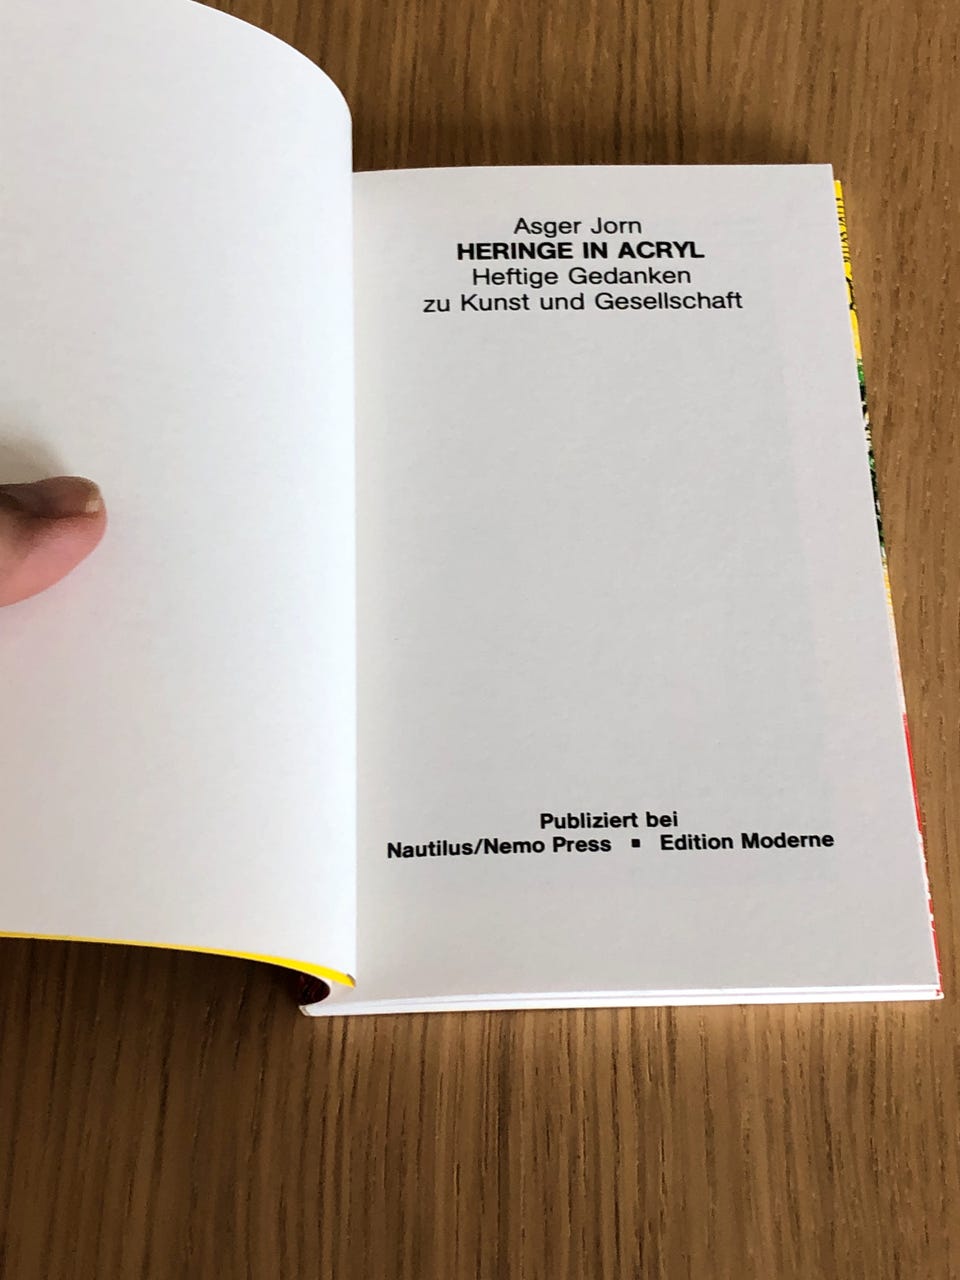 Asger Jorn
HERINGE IN ACRYL
Heftige Gedanken
zu Kunst und Gesellschaft
Publiziert bei
Nautilus/Nemo Press ▪ Edition Moderne